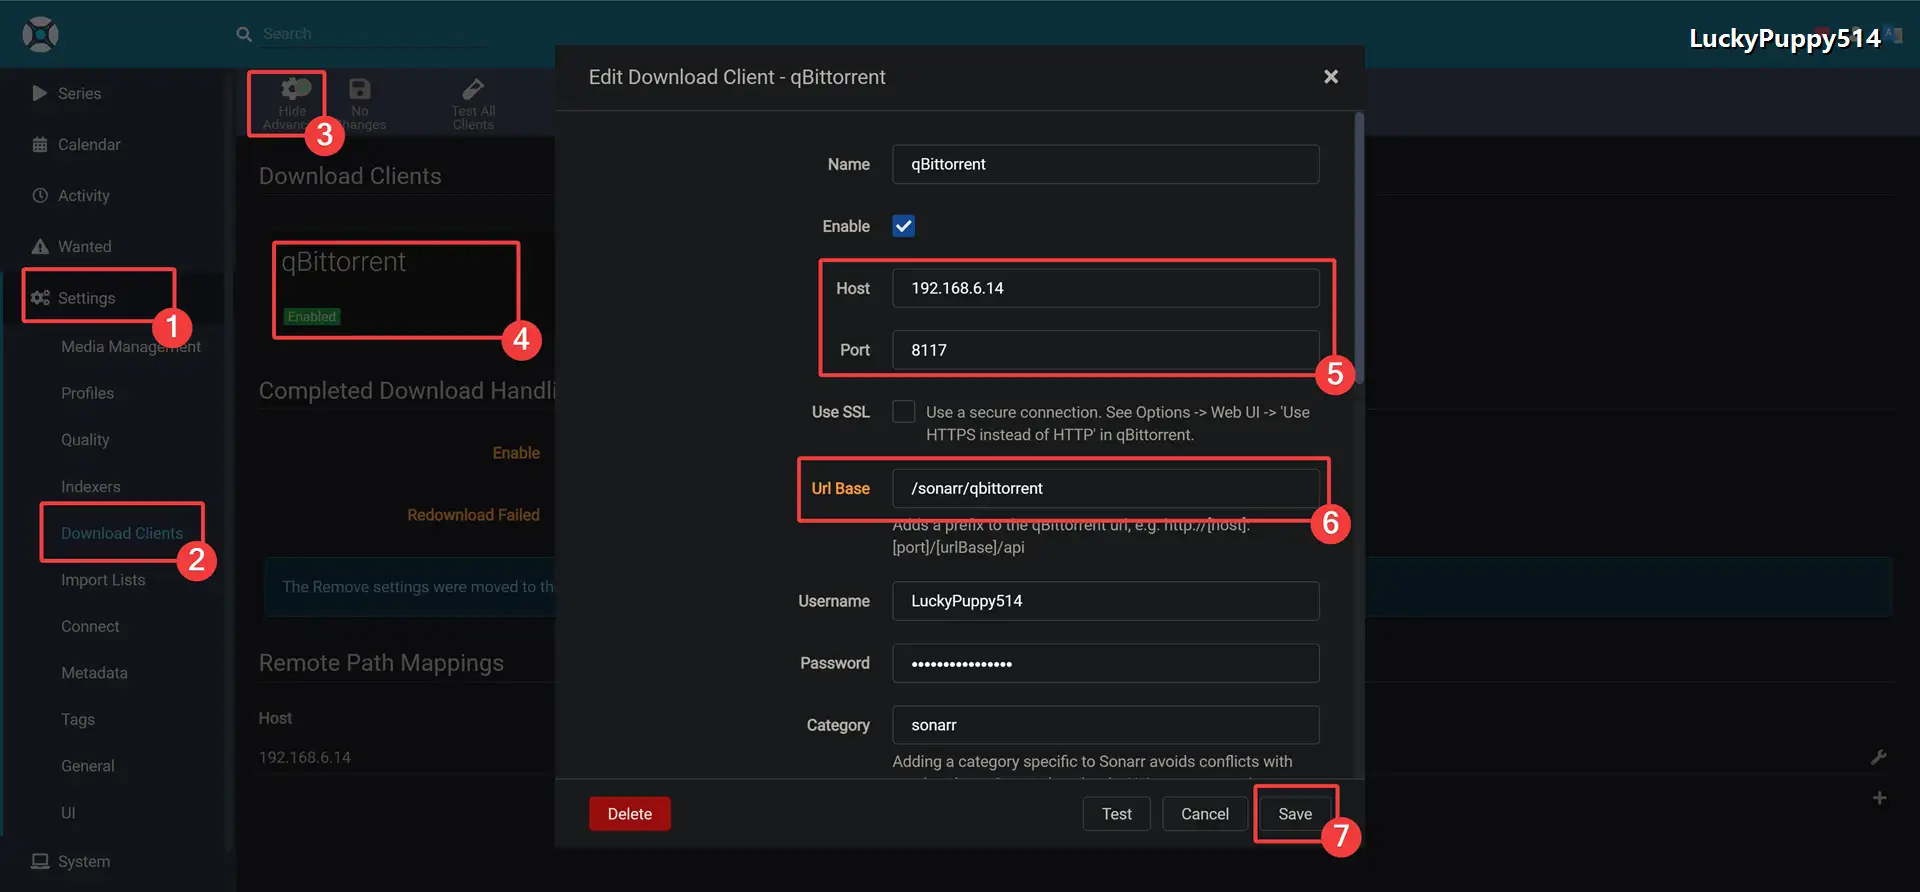 Search
LuckyPuppy514
Series
Calendar
Activity
Wanted
Settings
1
Media Management
Profiles
Quality
Indexers
Download Clients
2
Import Lists
Connect
Metadata
Tags
General
UI
System
Hide
3
No
Test All
Clients
Download Clients
qBittorrent
Enabled
4
Completed Download Handli
Enable
Redownload Failed
The Remove settings were moved to th
Remote Path Mappings
Host
192.168.6.14
Edit Download Client - qBittorrent
Name
qBittorrent
Enable
Host
192.168.6.14
Port
8117
5
Use SSL
Use a secure connection. See Options -> Web UI -> 'Use
HTTPS instead of HTTP' in qBittorrent.
Url Base
/sonarr/qbittorrent
6
Adds a prefix to the qBittorrent url, e.g. http://[host]:
[port]/[urlBase]/api
Username
LuckyPuppy514
Password
••••••••••••••••
Category
sonarr
Adding a category specific to Sonarr avoids conflicts with
Delete
Test
Cancel
Save
7